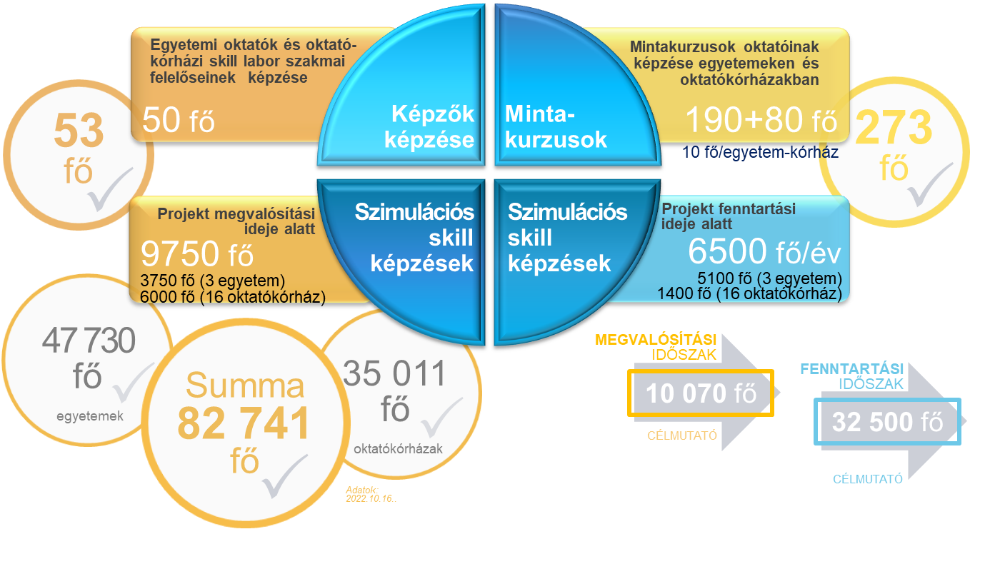 Egyetemi oktatók és oktató-
kórházi skill labor szakmai
felelőseinek képzése
50 fő
53
fő
Képzők
képzése
Minta-
kurzusok
Mintakurzusok oktatóinak
képzése egyetemeken és
oktatókórházakban
190+80 fő
10 fő/egyetem-kórház
273
fő
Projekt megvalósítási
ideje alatt
9750 fő
3750 fő (3 egyetem)
6000 fő (16 oktatókórház)
Szimulációs
skill
képzések
Szimulációs
skill
képzések
Projekt fenntartási
ideje alatt
6500 fő/év
5100 fő (3 egyetem)
1400 fő (16 oktatókórház)
47 730
fő
egyetemek
Summa
82 741
fő
35 011
fő
oktatókórházak
Adatok:
2022.10.16..
MEGVALÓSÍTÁSI
IDŐSZAK
10 070 fő
CÉLMUTATÓ
FENNTARTÁSI
IDŐSZAK
32 500 fő
CÉLMUTATÓ